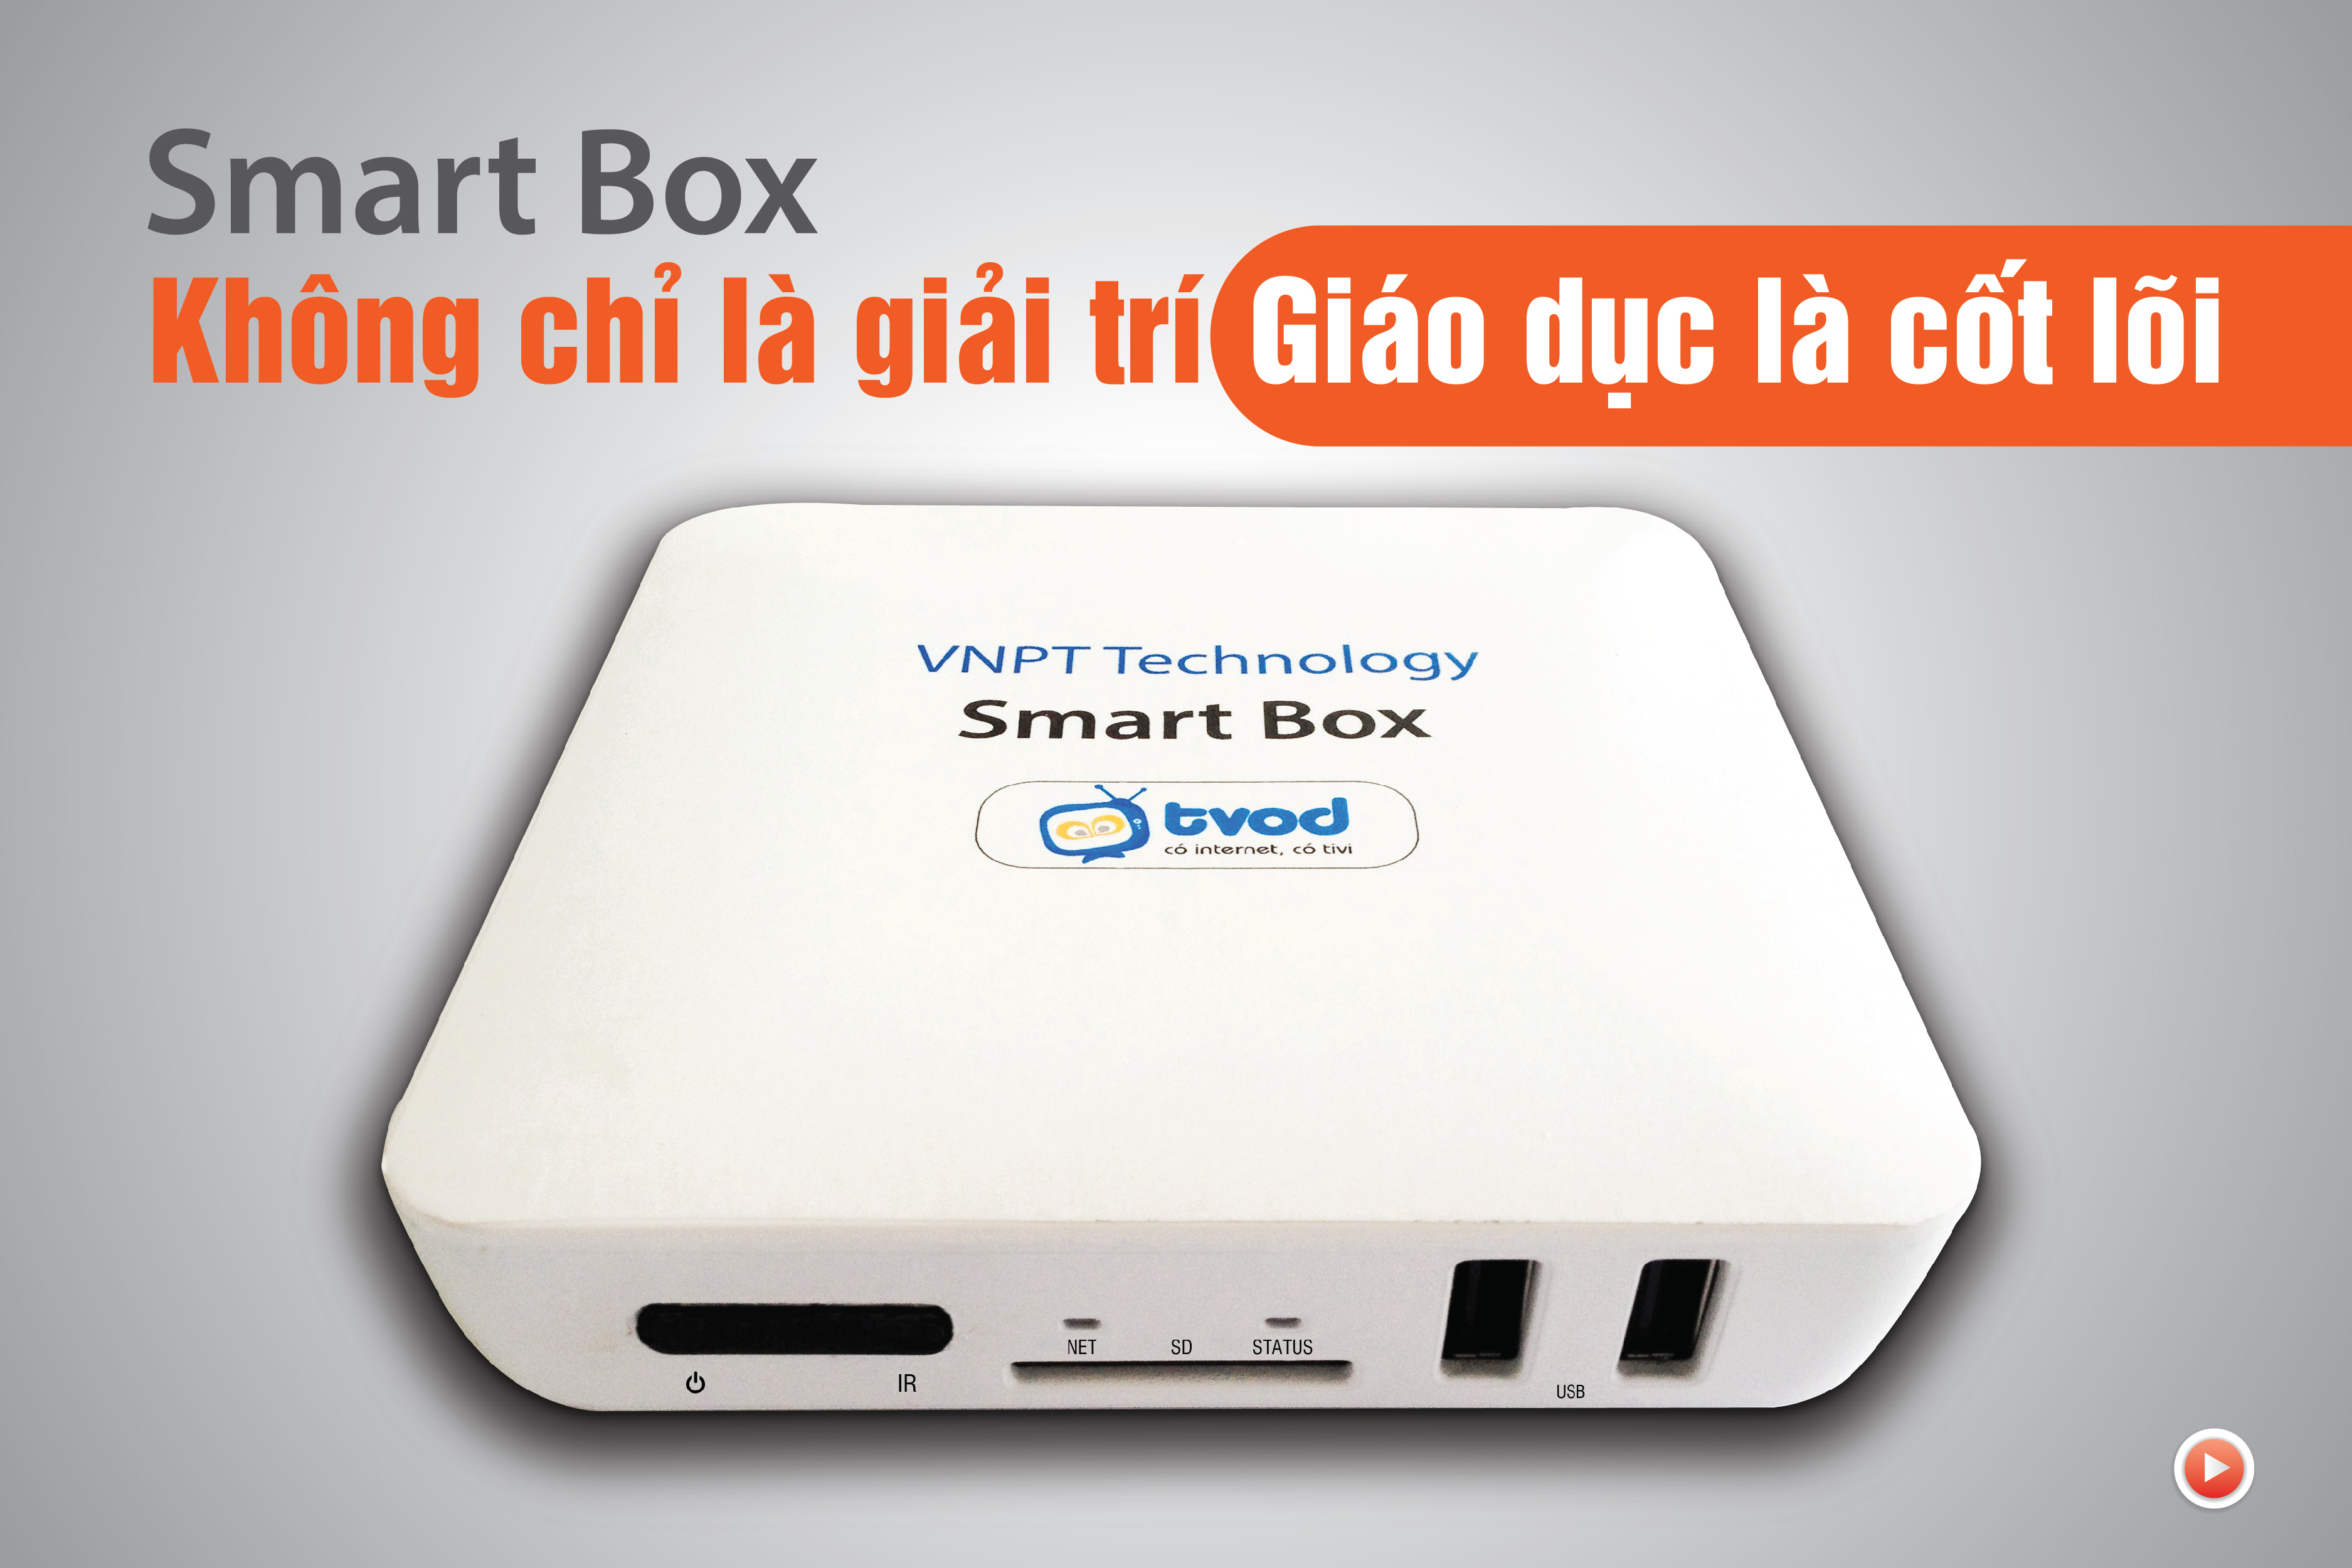 Smart Box
Không chỉ là giải trí Giáo dục là cốt lõi
VNPT Technology
Smart Box
tvod
có internet, có tivi
NET SD STATUS
IR
USB